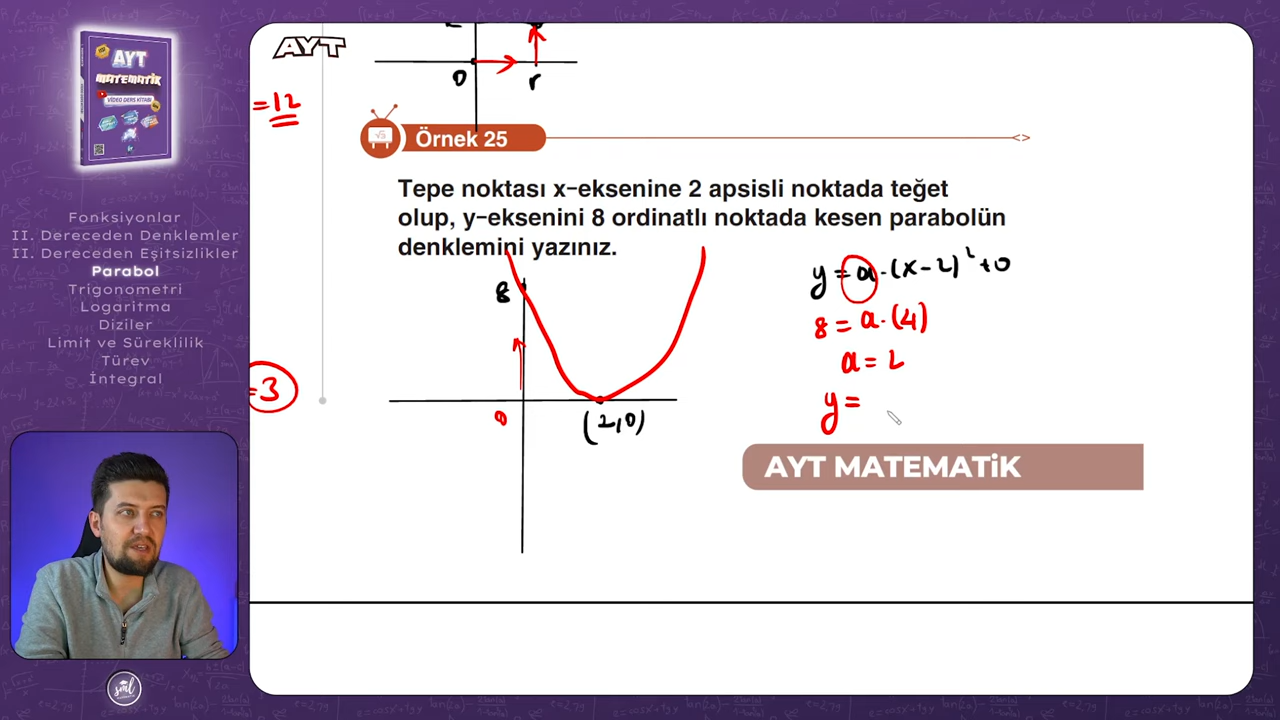 AYT
AYT
MATEMATİK
VİDEO DERS KİTABI
Fonksiyonlar
II. Dereceden Denklemler
II. Dereceden Eşitsizlikler
Parabol
Trigonometri
Logaritma
Diziler
Limit ve Süreklilik
Türev
İntegral
sml
0
r
=12
√5
Örnek 25
<>
Tepe noktası x-eksenine 2 apsisli noktada teğet
olup, y-eksenini 8 ordinatlı noktada kesen parabolün
denklemini yazınız.
8
0
(2,0)
=3
y = a.(x-2)²+0
8 = a.(4)
a = 2
y =
AYT MATEMATİK